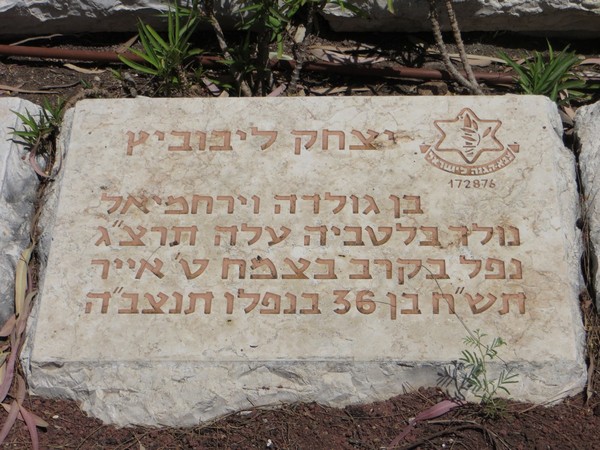 יצחק ליבוביץ
צבא הגנה לישראל
172876
בן גולדה וירחמיאל
נולד בלטביה עלה תרצ"ג
נפל בקרב בצמח ט' אייר
תש"ח בן 36 בנפלו תנצב"ה